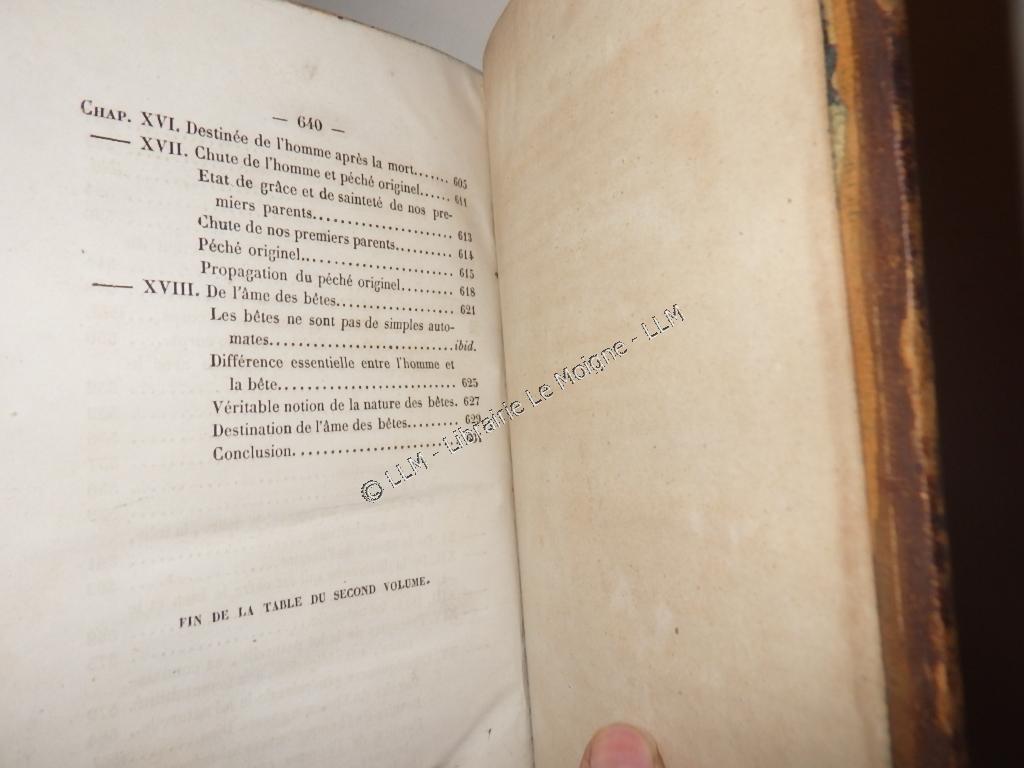 — 640 —
CHAP. XVI. Destinée de l'homme après la mort....... 605
—— XVII. Chute de l'homme et péché originel...... 611
Etat de grâce et de sainteté de nos pre-
miers parents..................... 613
Chute de nos premiers parents......... 614
Péché originel....................... 615
Propagation du péché originel......... 618
—— XVIII. De l'âme des bêtes.................. 621
Les bêtes ne sont pas de simples auto-
mates........................... ibid.
Différence essentielle entre l'homme et
la bête........................... 625
Véritable notion de la nature des bêtes. 627
Destination de l'âme des bêtes........ 629
Conclusion.......................
FIN DE LA TABLE DU SECOND VOLUME.
© LLM - Librairie Le Moigne - LLM